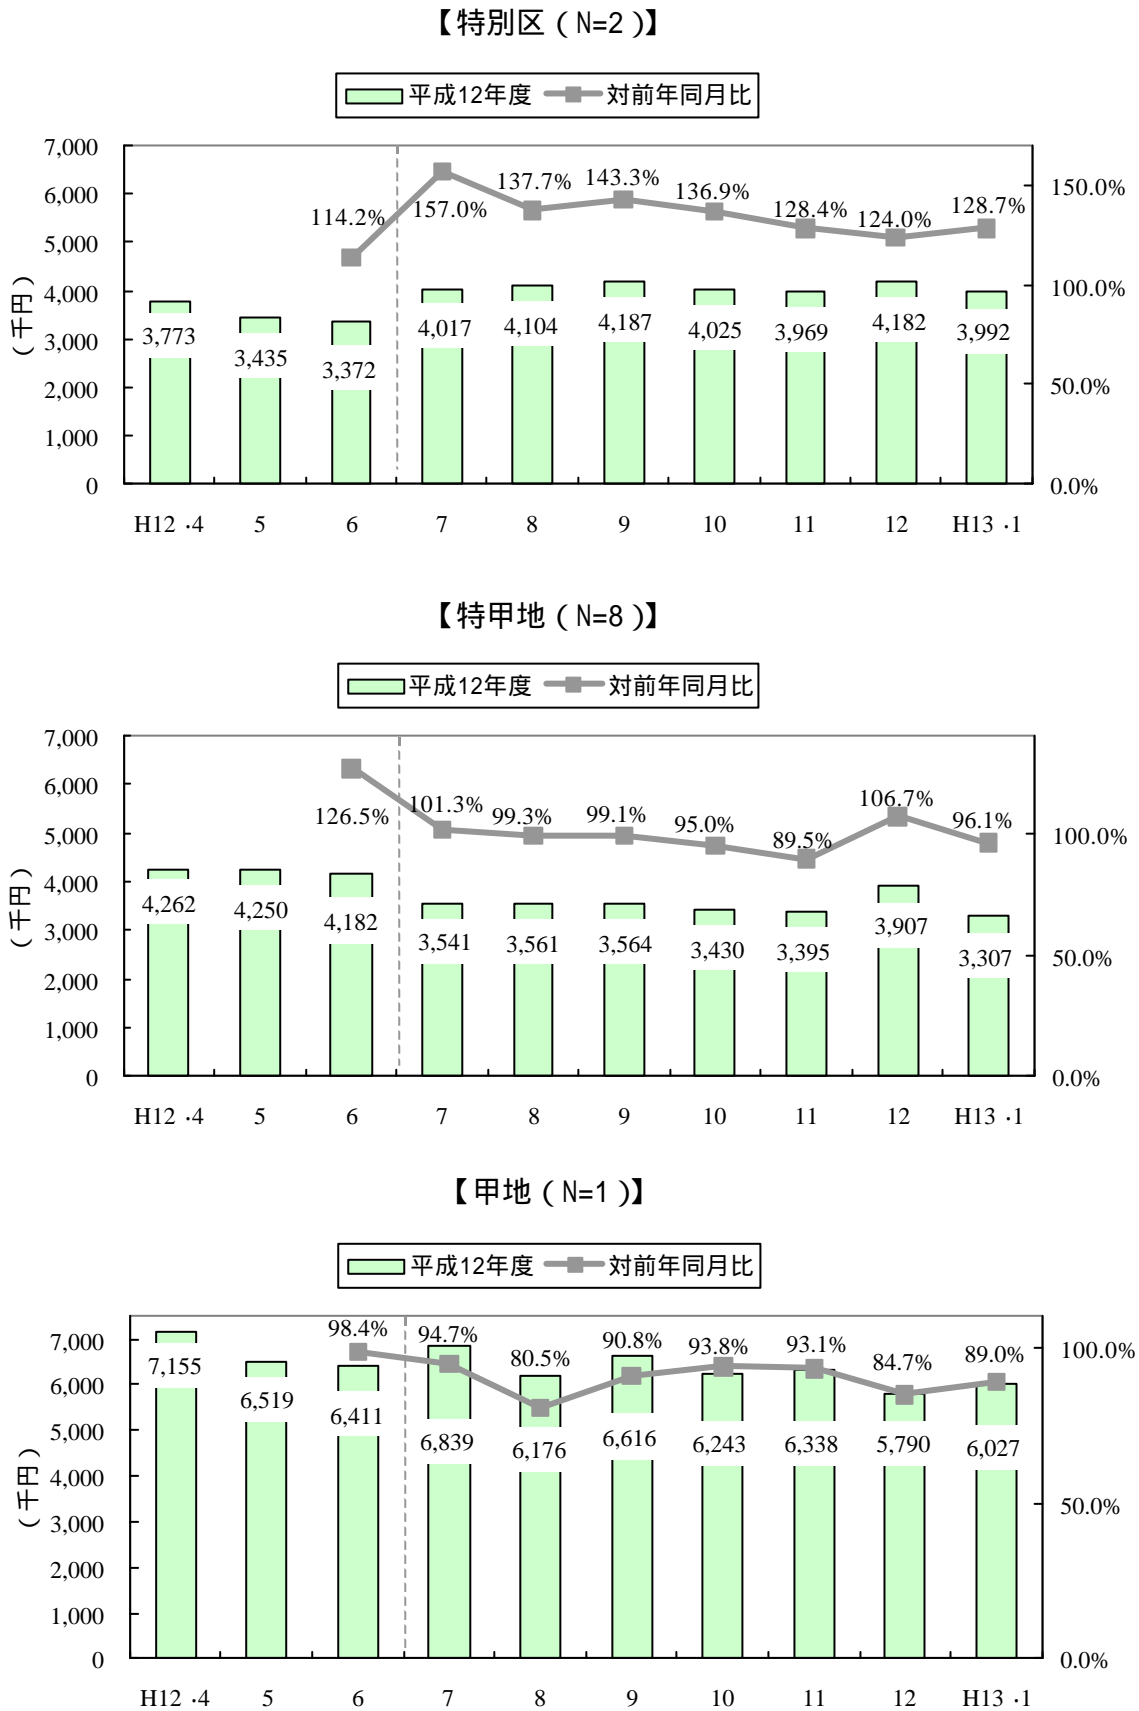 【特別区（N=2）】
平成12年度 対前年同月比
7,000
6,000
5,000
4,000
3,000
2,000
1,000
0
（千円）
150.0%
100.0%
50.0%
0.0%
114.2% 157.0% 137.7% 143.3% 136.9% 128.4% 124.0% 128.7%
3,773 3,435 3,372 4,017 4,104 4,187 4,025 3,969 4,182 3,992
H12・4 5 6 7 8 9 10 11 12 H13・1
【特甲地（N=8）】
平成12年度 対前年同月比
7,000
6,000
5,000
4,000
3,000
2,000
1,000
0
（千円）
100.0%
50.0%
0.0%
126.5% 101.3% 99.3% 99.1% 95.0% 89.5% 106.7% 96.1%
4,262 4,250 4,182 3,541 3,561 3,564 3,430 3,395 3,907 3,307
H12・4 5 6 7 8 9 10 11 12 H13・1
【甲地（N=1）】
平成12年度 対前年同月比
7,000
6,000
5,000
4,000
3,000
2,000
1,000
0
（千円）
100.0%
50.0%
0.0%
98.4% 94.7% 80.5% 90.8% 93.8% 93.1% 84.7% 89.0%
7,155 6,519 6,411 6,839 6,176 6,616 6,243 6,338 5,790 6,027
H12・4 5 6 7 8 9 10 11 12 H13・1